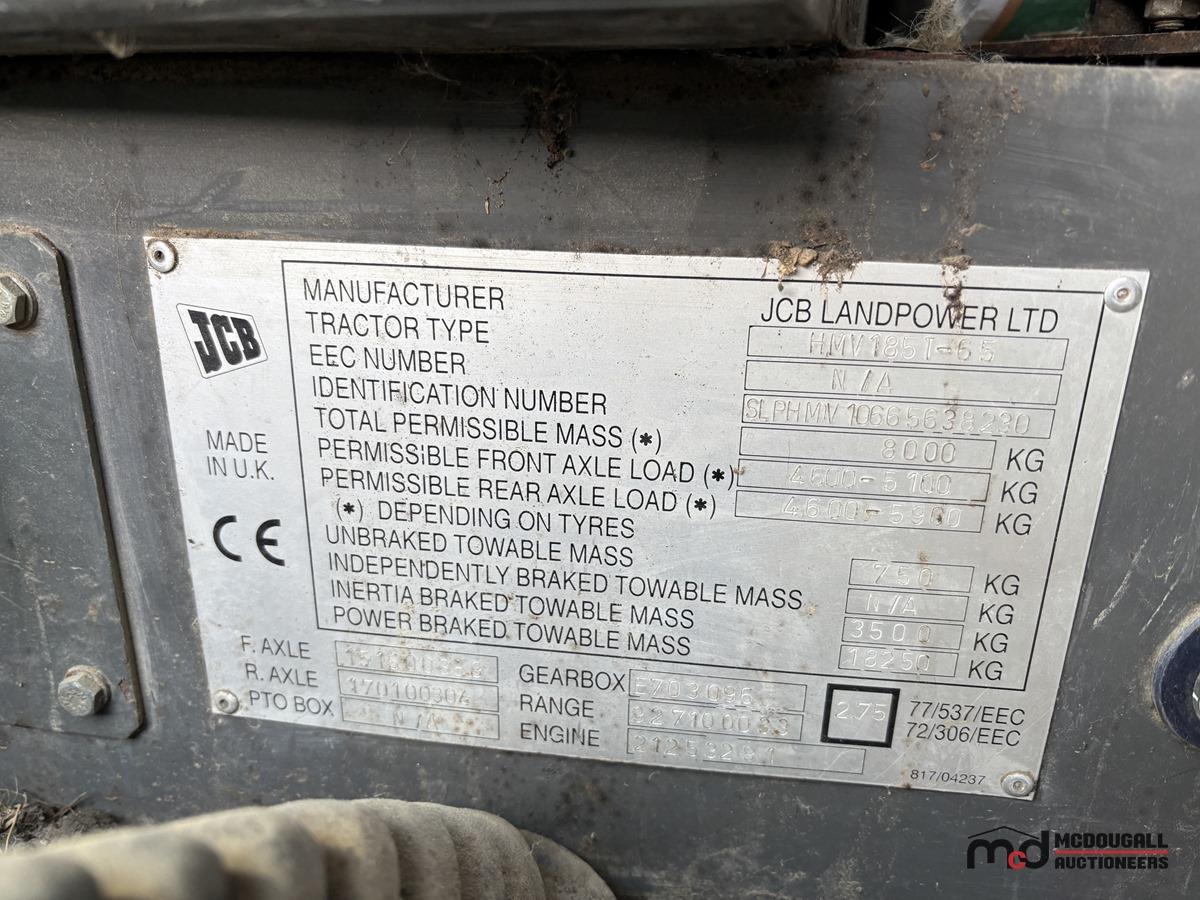 JCB
MADE
IN U.K.
CE
MANUFACTURER JCB LANDPOWER LTD
TRACTOR TYPE HMV185T-65
EEC NUMBER N/A
IDENTIFICATION NUMBER SLPHMV10665638230
TOTAL PERMISSIBLE MASS (*) 8000 KG
PERMISSIBLE FRONT AXLE LOAD (*) 4600-5100 KG
PERMISSIBLE REAR AXLE LOAD (*) 4600-5900 KG
(*) DEPENDING ON TYRES
UNBRAKED TOWABLE MASS 750 KG
INDEPENDENTLY BRAKED TOWABLE MASS N/A KG
INERTIA BRAKED TOWABLE MASS 3500 KG
POWER BRAKED TOWABLE MASS 18250 KG
F. AXLE
R. AXLE 17010030A
PTO BOX N/A
GEARBOX E703096
RANGE
ENGINE
2.75
77/537/EEC
72/306/EEC
817/04237
mcd MCDOUGALL
AUCTIONEERS